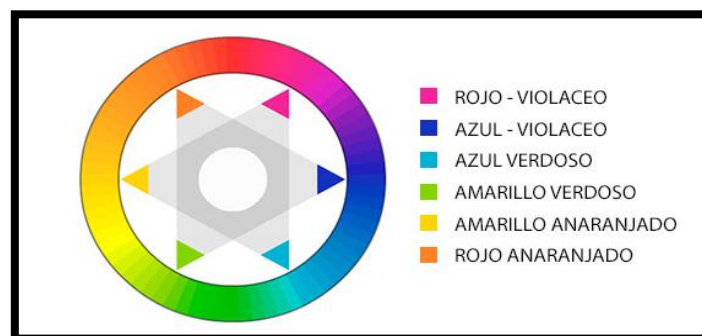 ROJO - VIOLACEO
AZUL - VIOLACEO
AZUL VERDOSO
AMARILLO VERDOSO
AMARILLO ANARANJADO
ROJO ANARANJADO